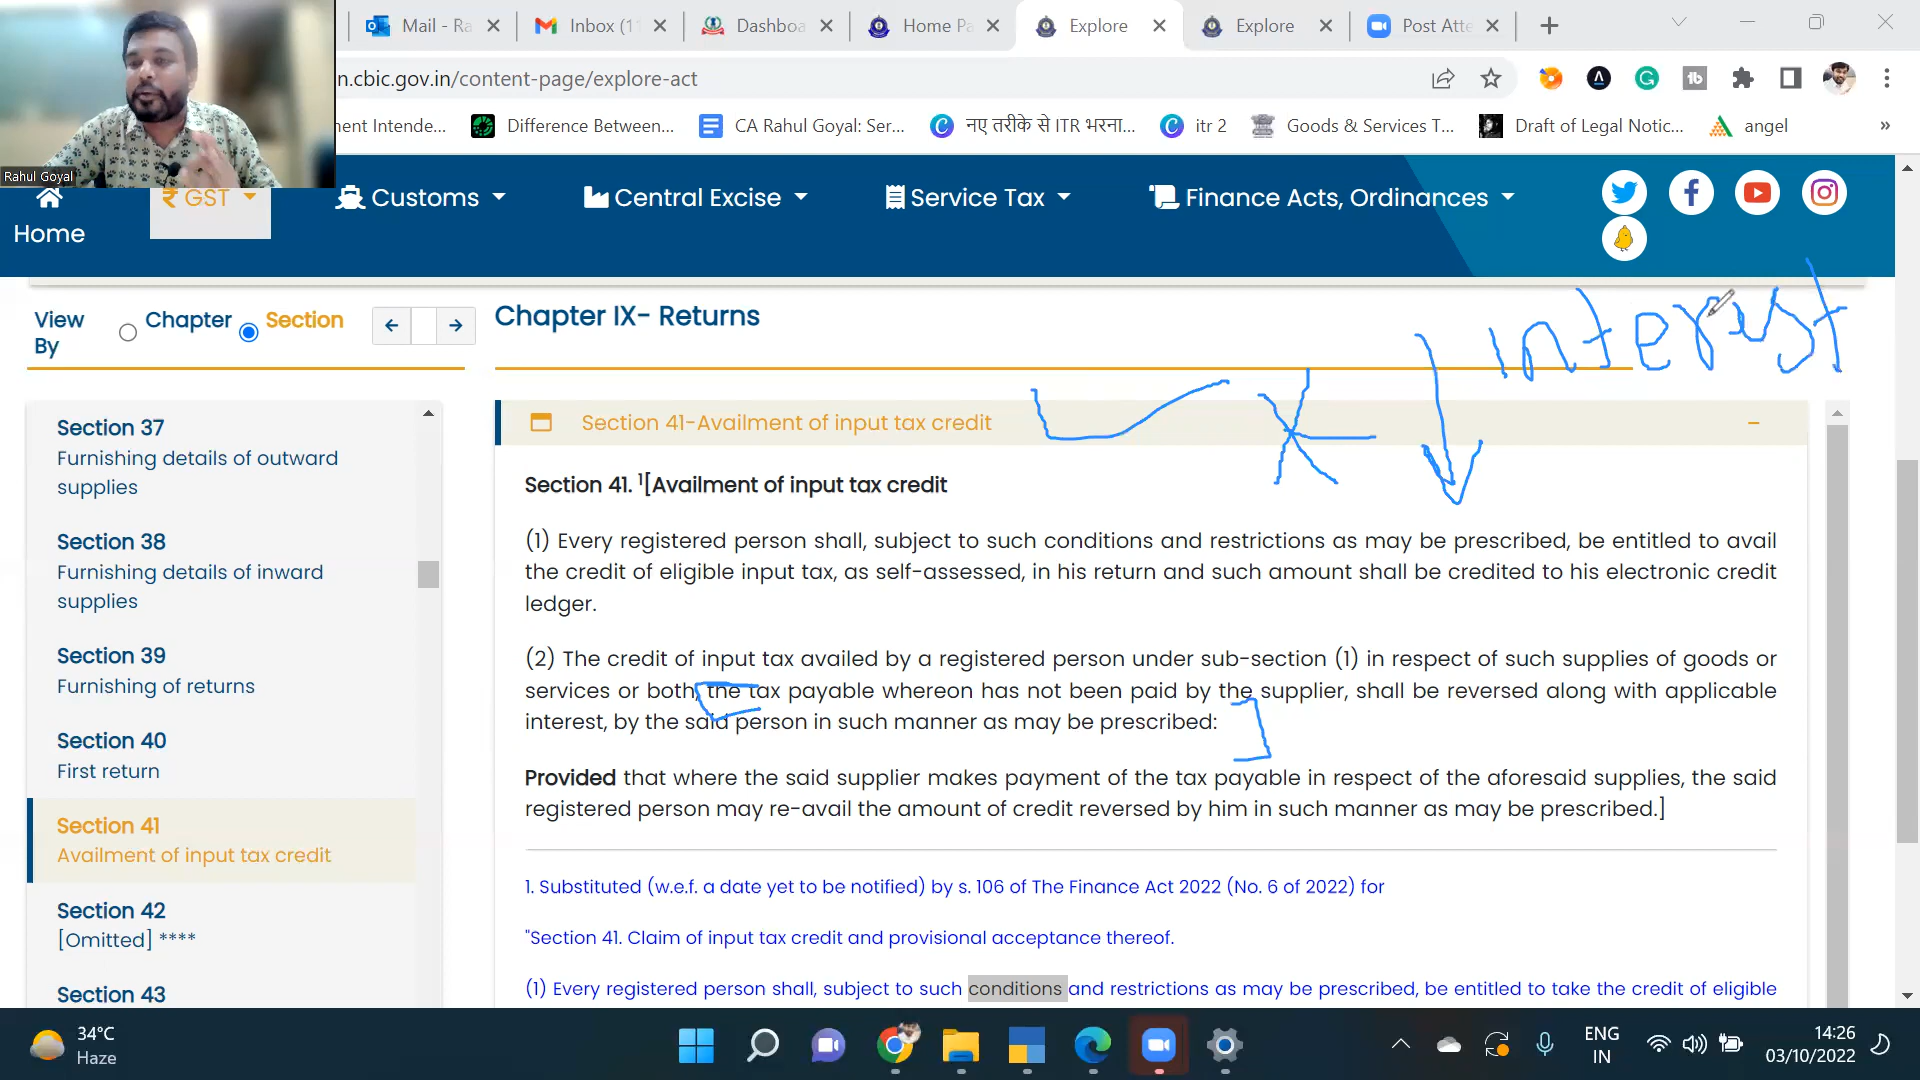 Mail - Ra
Inbox (1
Dashboa
Home Pa
Explore
Explore
Post Atte
n.cbic.gov.in/content-page/explore-act
nent Intende...
Difference Between...
CA Rahul Goyal: Ser...
नए तरीके से ITR भरना...
itr 2
Goods & Services T...
Draft of Legal Notic...
angel
»
Rahul Goyal
Home
₹ GST
Customs
Central Excise
Service Tax
Finance Acts, Ordinances
interest
View By
Chapter
Section
Chapter IX- Returns
Section 37
Furnishing details of outward
supplies
Section 38
Furnishing details of inward
supplies
Section 39
Furnishing of returns
Section 40
First return
Section 41
Availment of input tax credit
Section 42
[Omitted] ****
Section 43
Section 41-Availment of input tax credit
Section 41. 1[Availment of input tax credit
(1) Every registered person shall, subject to such conditions and restrictions as may be prescribed, be entitled to avail
the credit of eligible input tax, as self-assessed, in his return and such amount shall be credited to his electronic credit
ledger.
(2) The credit of input tax availed by a registered person under sub-section (1) in respect of such supplies of goods or
services or both, the tax payable whereon has not been paid by the supplier, shall be reversed along with applicable
interest, by the said person in such manner as may be prescribed:
Provided that where the said supplier makes payment of the tax payable in respect of the aforesaid supplies, the said
registered person may re-avail the amount of credit reversed by him in such manner as may be prescribed.]
1. Substituted (w.e.f. a date yet to be notified) by s. 106 of The Finance Act 2022 (No. 6 of 2022) for
"Section 41. Claim of input tax credit and provisional acceptance thereof.
(1) Every registered person shall, subject to such conditions and restrictions as may be prescribed, be entitled to take the credit of eligible
34°C
Haze
ENG
IN
14:26
03/10/2022